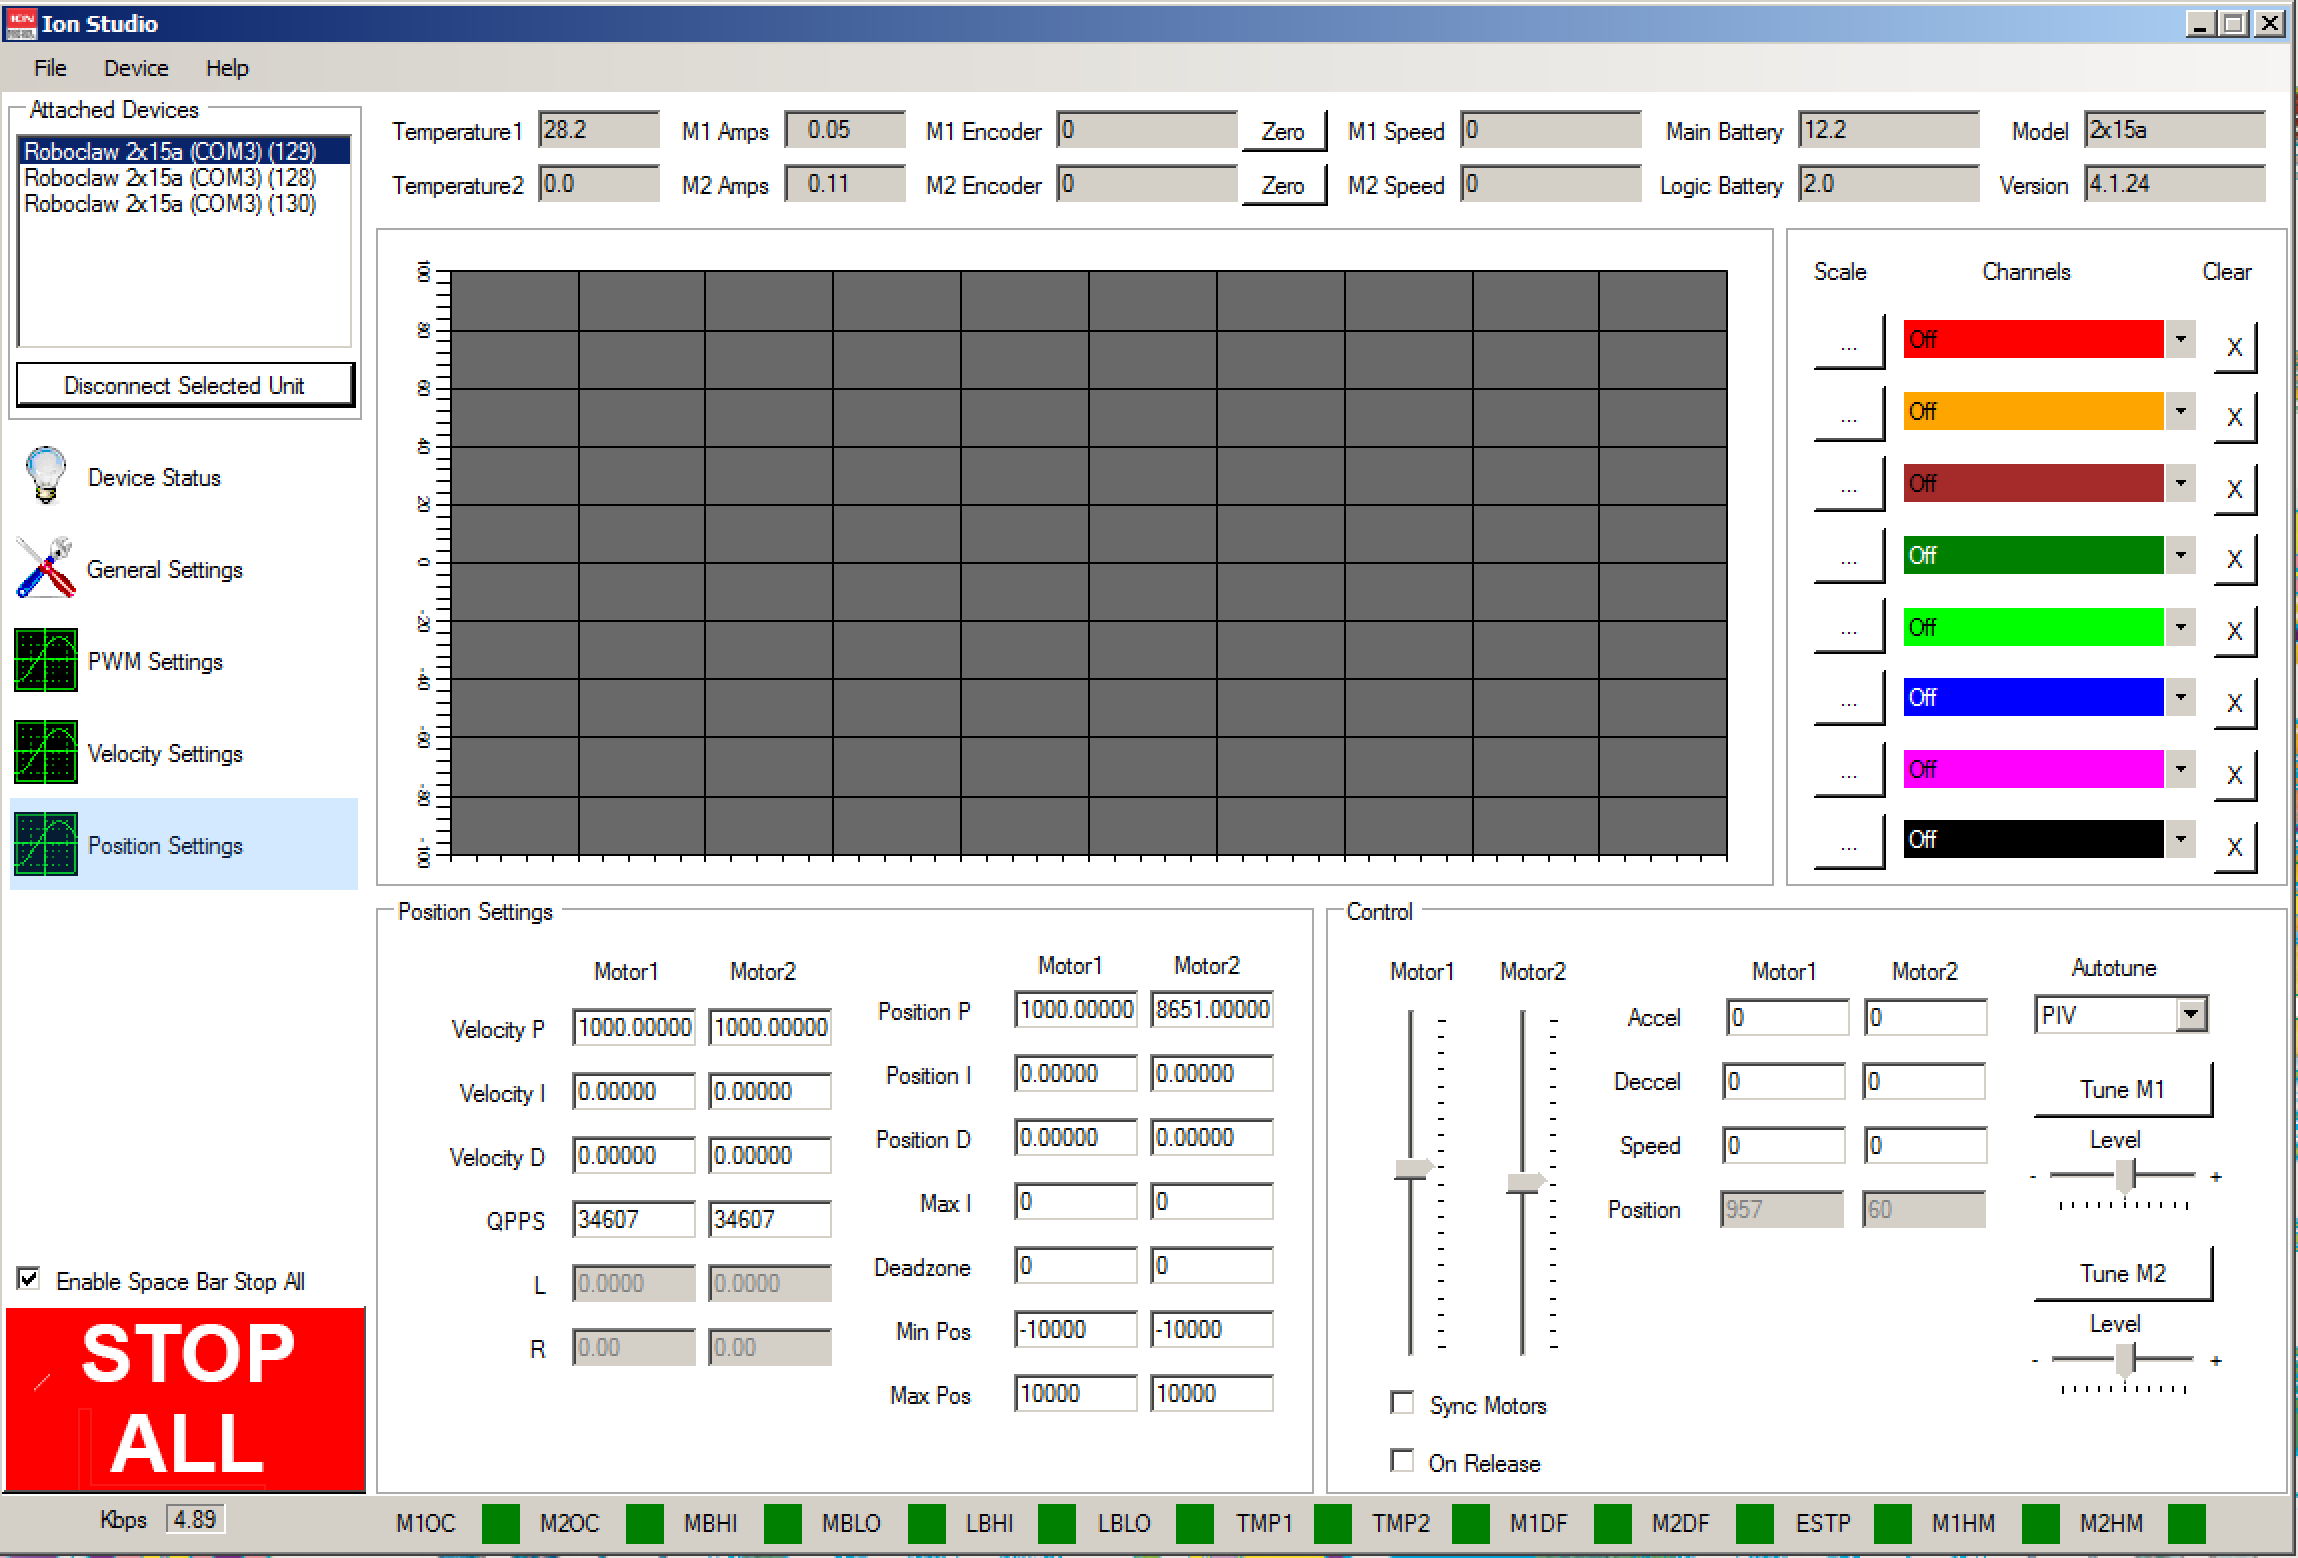 Ion Studio
File Device Help
Attached Devices
Roboclaw 2x15a (COM3) (129)
Roboclaw 2x15a (COM3) (128)
Roboclaw 2x15a (COM3) (130)
Disconnect Selected Unit
Device Status
General Settings
PWM Settings
Velocity Settings
Position Settings
Enable Space Bar Stop All
STOP
ALL
Temperature1 28.2 M1 Amps 0.05 M1 Encoder 0 Zero M1 Speed 0 Main Battery 12.2 Model 2x15a
Temperature2 0.0 M2 Amps 0.11 M2 Encoder 0 Zero M2 Speed 0 Logic Battery 2.0 Version 4.1.24
100
80
60
40
20
0
-20
-40
-60
-80
-100
Scale Channels Clear
... Off X
... Off X
... Off X
... Off X
... Off X
... Off X
... Off X
... Off X
Position Settings
Motor1 Motor2
Velocity P 1000.00000 1000.00000
Velocity I 0.00000 0.00000
Velocity D 0.00000 0.00000
QPPS 34607 34607
L 0.0000 0.0000
R 0.00 0.00
Motor1 Motor2
Position P 1000.00000 8651.00000
Position I 0.00000 0.00000
Position D 0.00000 0.00000
Max I 0 0
Deadzone 0 0
Min Pos -10000 -10000
Max Pos 10000 10000
Control
Motor1 Motor2
Sync Motors
On Release
Motor1 Motor2
Accel 0 0
Deccel 0 0
Speed 0 0
Position 957 60
Autotune
PIV
Tune M1
Level
- +
Tune M2
Level
- +
Kbps 4.89 M1OC M2OC MBHI MBLO LBHI LBLO TMP1 TMP2 M1DF M2DF ESTP M1HM M2HM